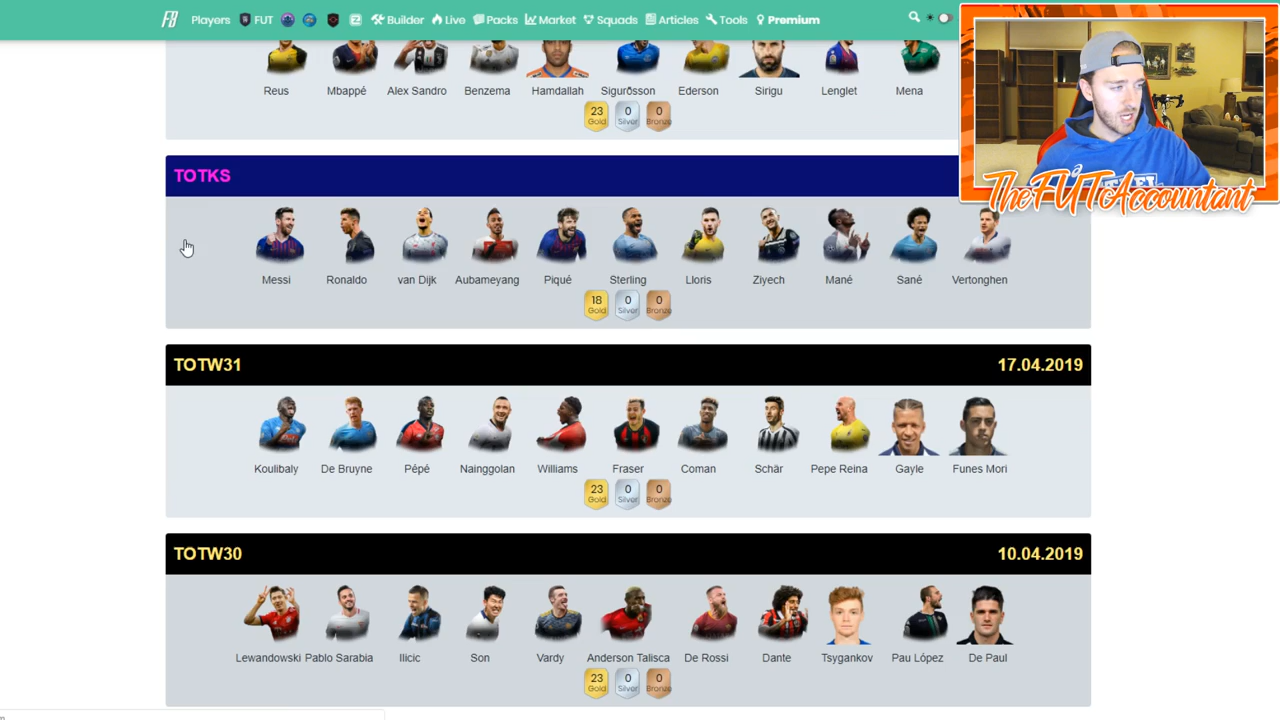 FB Players FUT Builder Live Packs Market Squads Articles Tools Premium
Reus Mbappé Alex Sandro Benzema Hamdallah Sigurðsson Ederson Sirigu Lenglet Mena
23 Gold 0 Silver 0 Bronze
TheFUTAccountant
TOTKS
Messi Ronaldo van Dijk Aubameyang Piqué Sterling Lloris Ziyech Mané Sané Vertonghen
18 Gold 0 Silver 0 Bronze
TOTW31 17.04.2019
Koulibaly De Bruyne Pépé Nainggolan Williams Fraser Coman Schär Pepe Reina Gayle Funes Mori
23 Gold 0 Silver 0 Bronze
TOTW30 10.04.2019
Lewandowski Pablo Sarabia Ilicic Son Vardy Anderson Talisca De Rossi Dante Tsygankov Pau López De Paul
23 Gold 0 Silver 0 Bronze